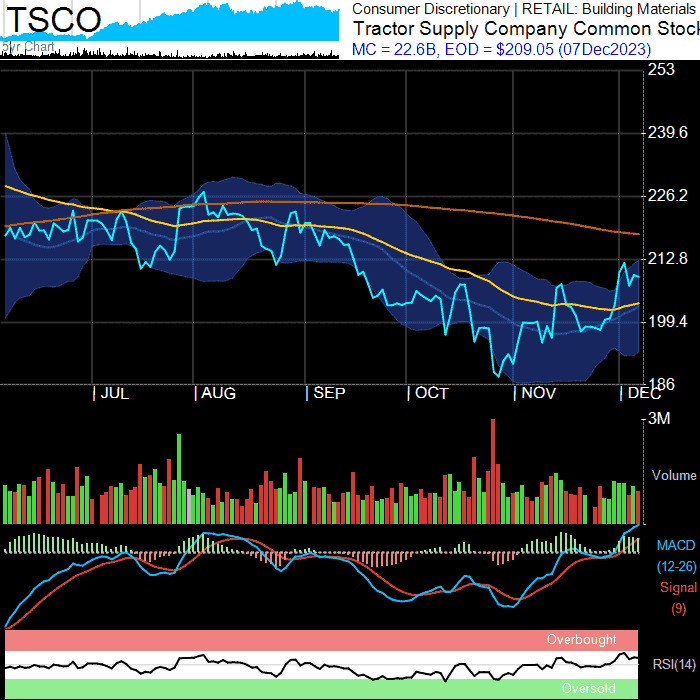 TSCO
5yr Chart
Consumer Discretionary | RETAIL: Building Materials
Tractor Supply Company Common Stock
MC = 22.6B, EOD = $209.05 (07Dec2023)
253
239.6
226.2
212.8
199.4
186
| JUL | AUG | SEP | OCT | NOV | DEC
3M
Volume
MACD
(12-26)
Signal
(9)
Overbought
RSI(14)
Oversold